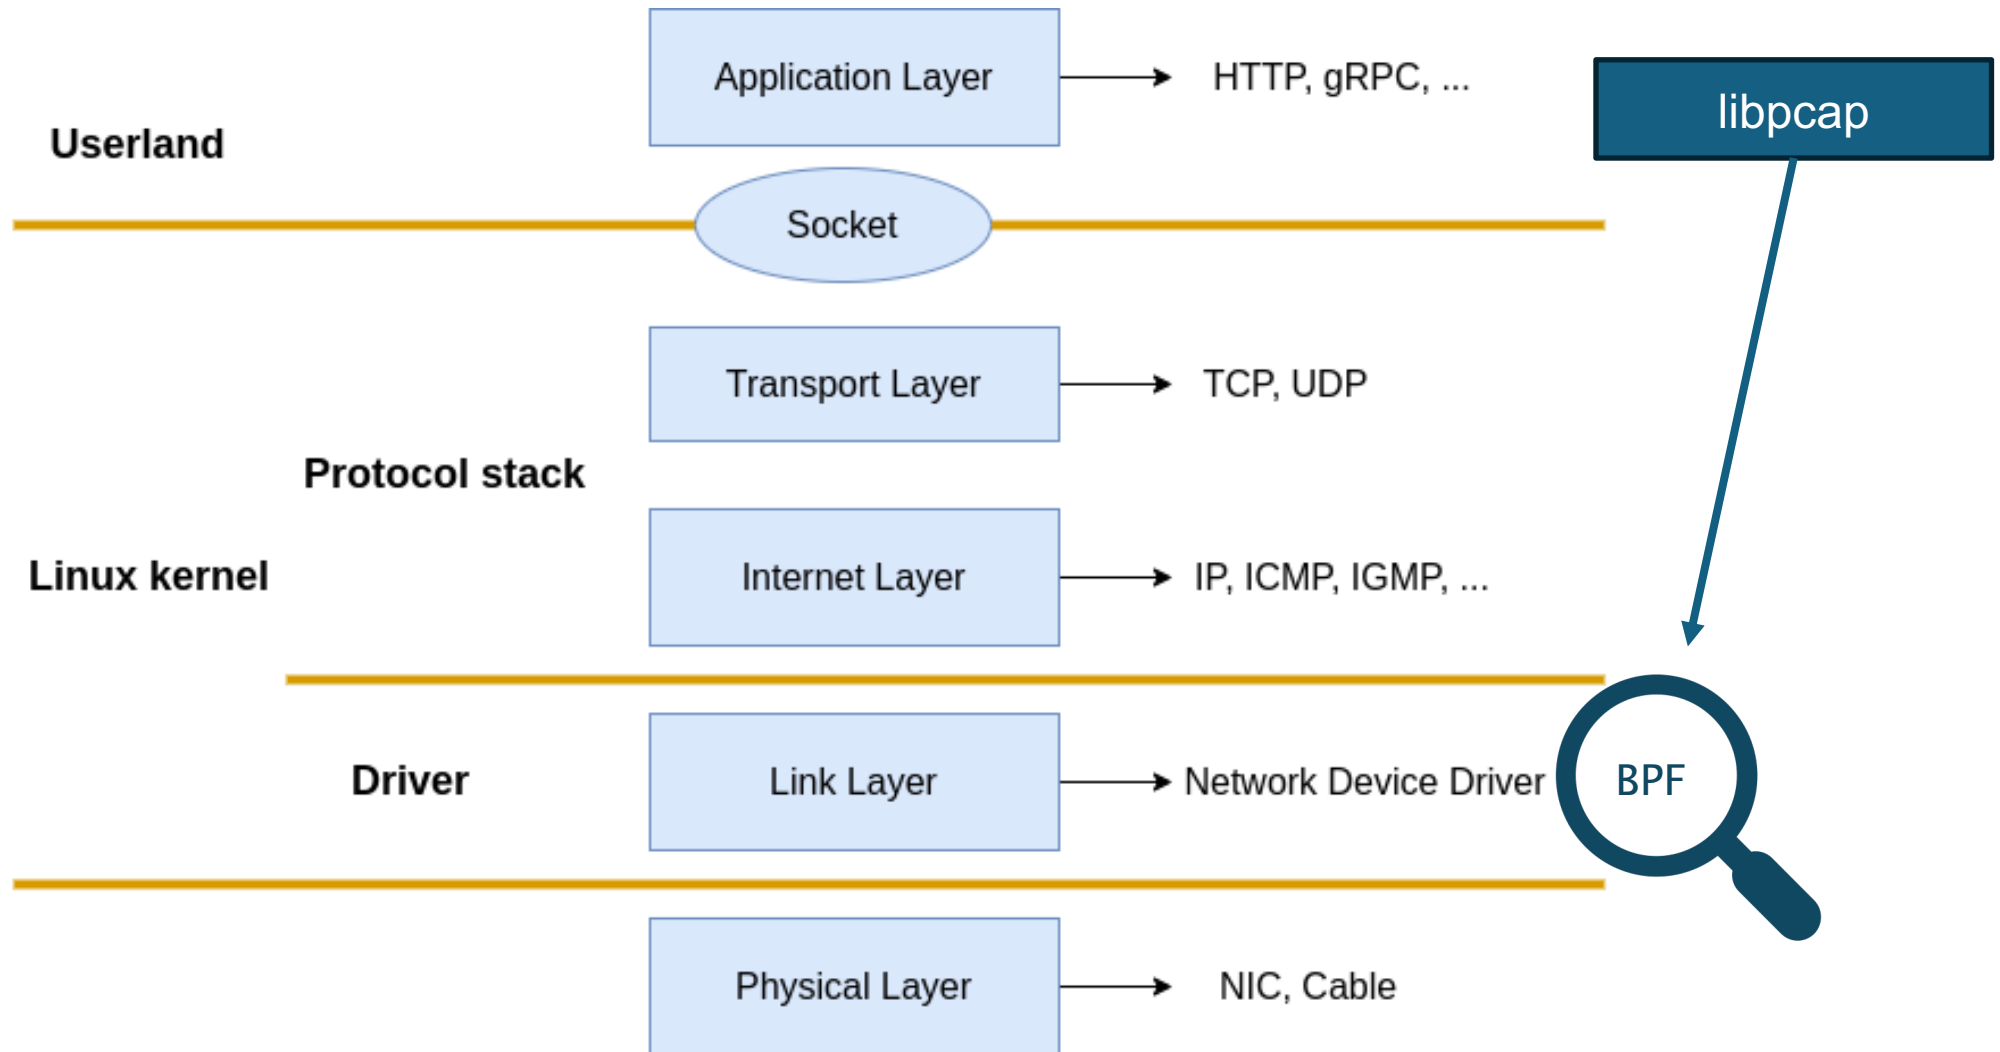 Application Layer
HTTP, gRPC, ...
libpcap
Userland
Socket
Transport Layer
TCP, UDP
Protocol stack
Linux kernel
Internet Layer
IP, ICMP, IGMP, ...
Driver
Link Layer
Network Device Driver
BPF
Physical Layer
NIC, Cable